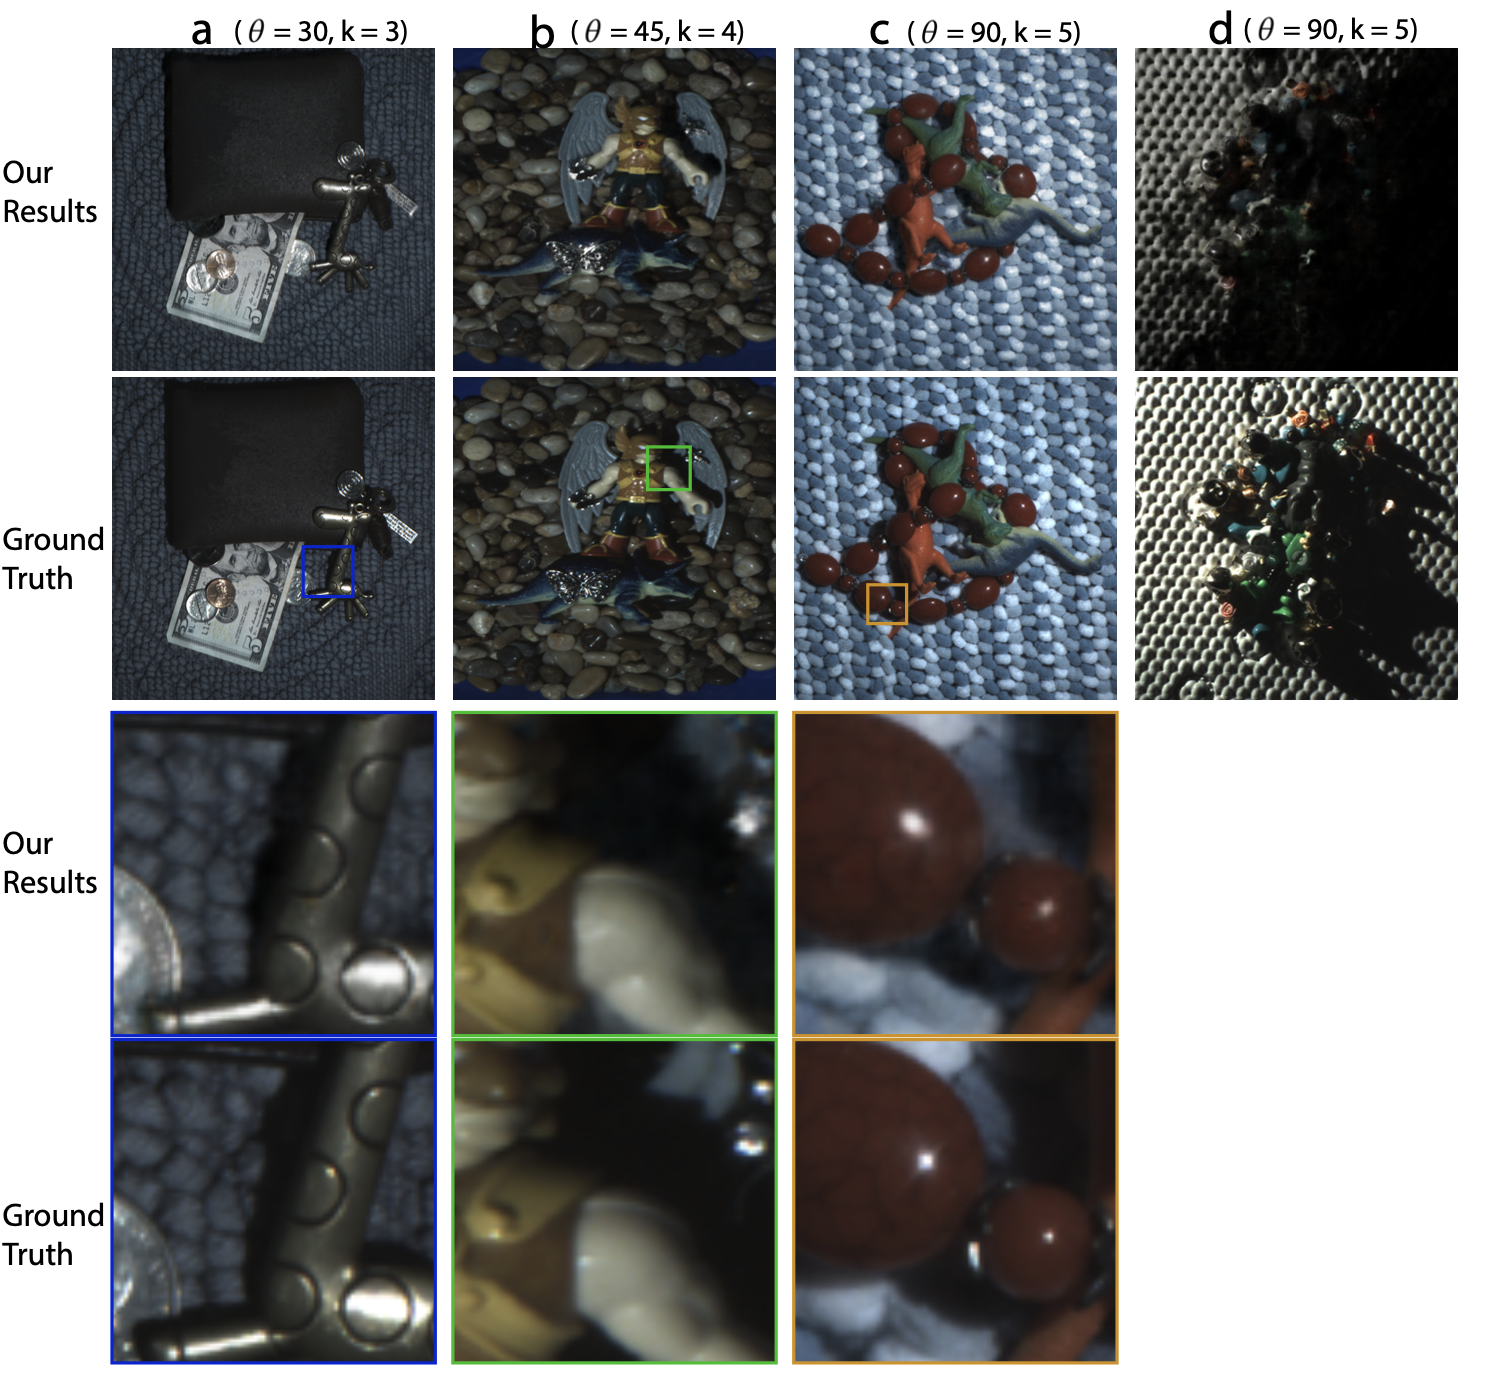 a (θ = 30, k = 3)
b (θ = 45, k = 4)
c (θ = 90, k = 5)
d (θ = 90, k = 5)
Our
Results
Ground
Truth
Our
Results
Ground
Truth